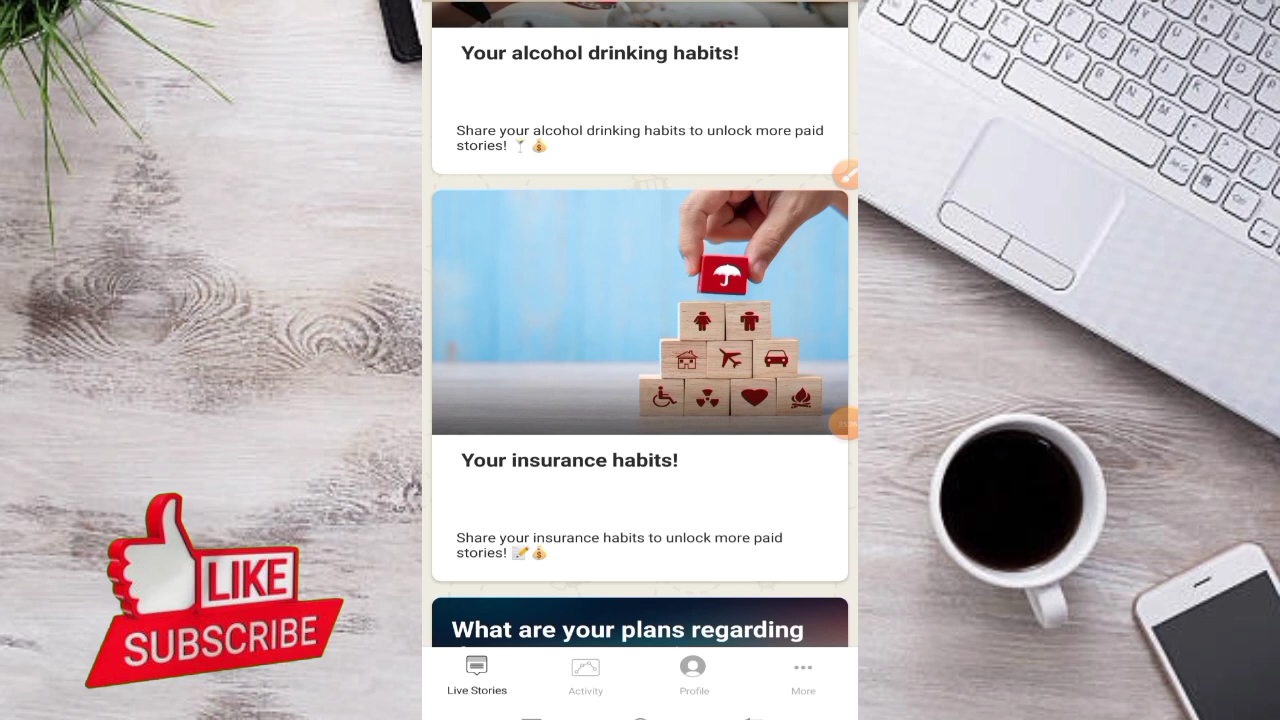 Your alcohol drinking habits!
Share your alcohol drinking habits to unlock more paid
stories! 🍸 💰
Your insurance habits!
Share your insurance habits to unlock more paid
stories! 📝 💰
What are your plans regarding
Live Stories
Activity
Profile
More
LIKE
SUBSCRIBE